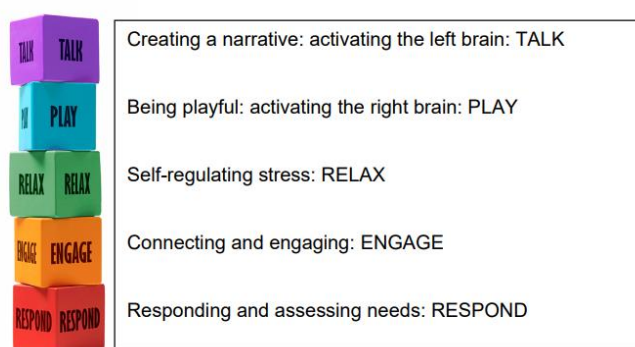 TALK TALK
Creating a narrative: activating the left brain: TALK
PLAY PLAY
Being playful: activating the right brain: PLAY
RELAX RELAX
Self-regulating stress: RELAX
ENGAGE ENGAGE
Connecting and engaging: ENGAGE
RESPOND RESPOND
Responding and assessing needs: RESPOND